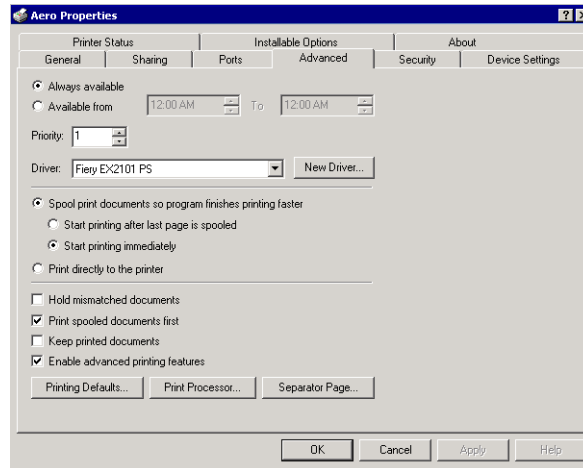 Aero Properties
Printer Status Installable Options About
General Sharing Ports Advanced Security Device Settings
Always available
Available from 12:00 AM To 12:00 AM
Priority: 1
Driver: Fiery EX2101 PS New Driver...
Spool print documents so program finishes printing faster
Start printing after last page is spooled
Start printing immediately
Print directly to the printer
Hold mismatched documents
Print spooled documents first
Keep printed documents
Enable advanced printing features
Printing Defaults... Print Processor... Separator Page...
OK Cancel Apply Help